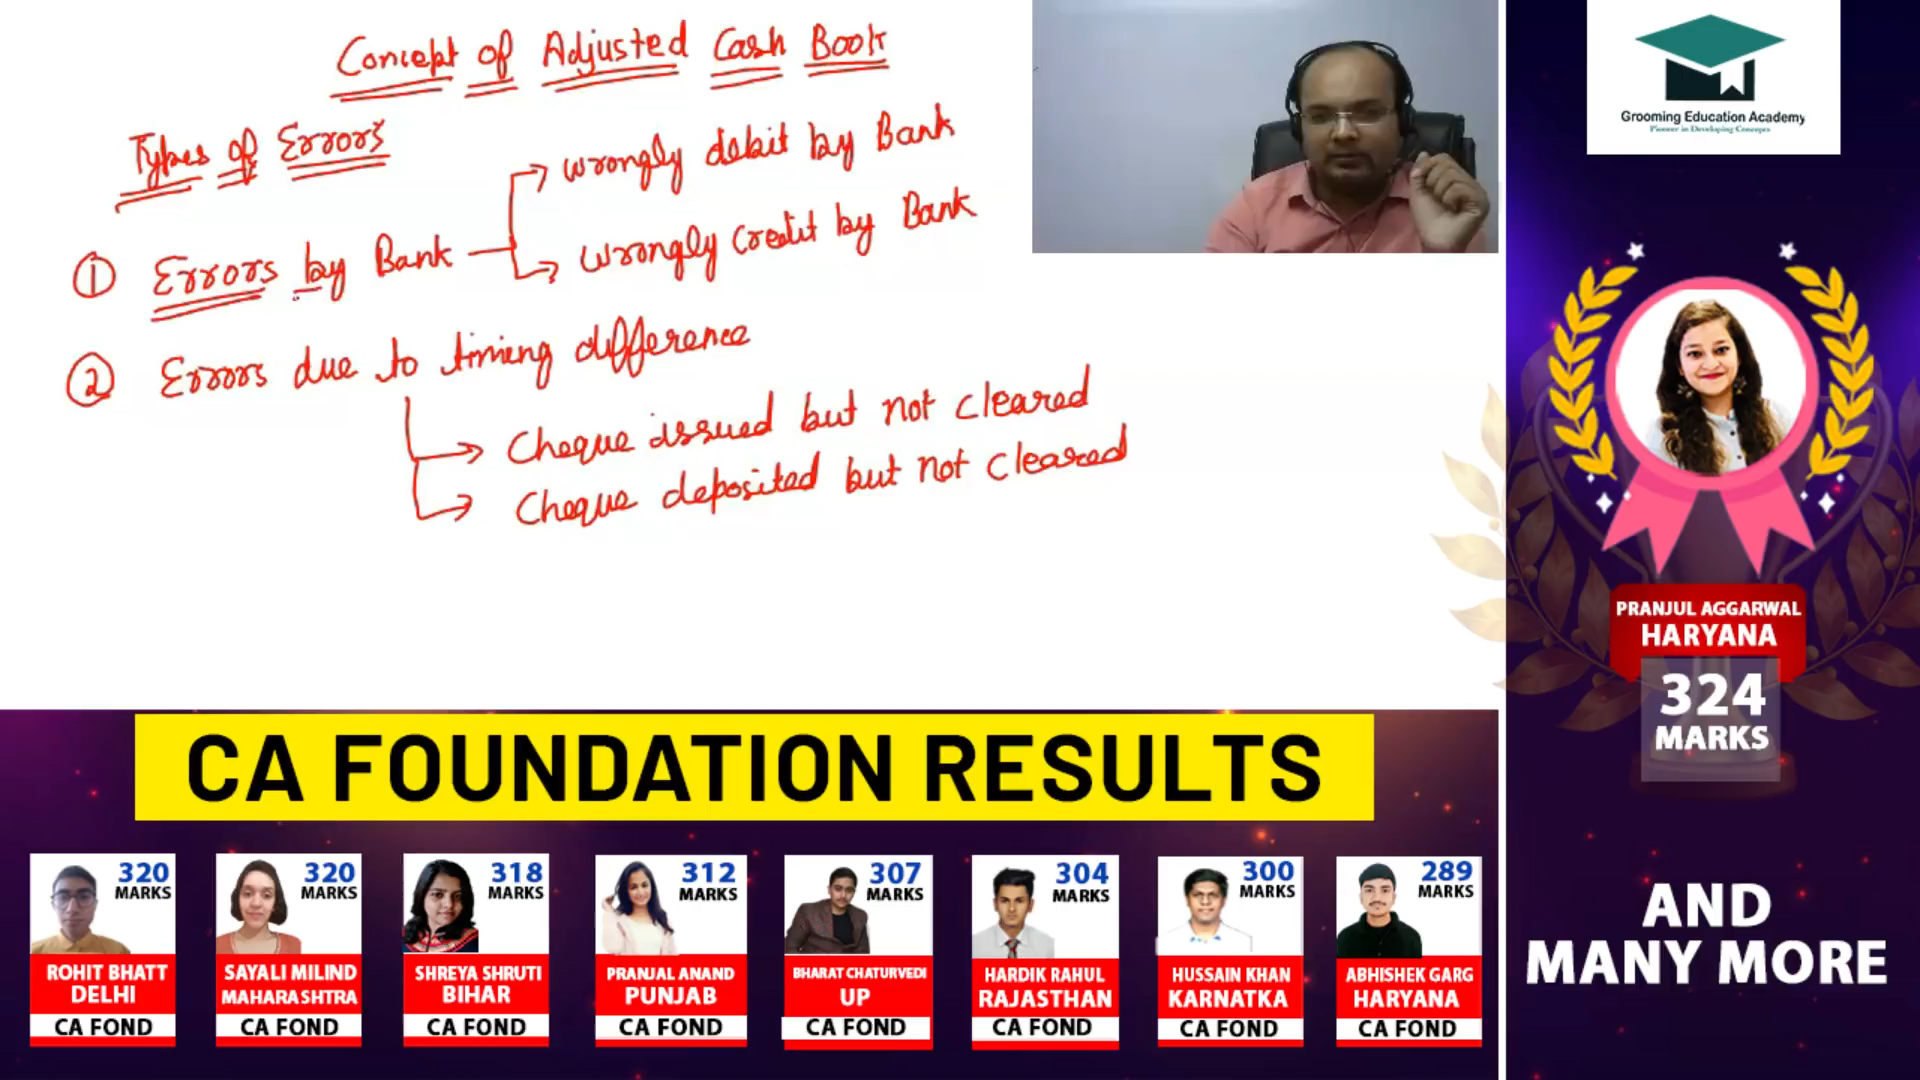 Concept of Adjusted Cash Book
Types of Errors
① Errors by Bank
→ wrongly debit by Bank
→ wrongly credit by Bank
② Errors due to timing difference
→ Cheque issued but not cleared
→ Cheque deposited but not cleared
Grooming Education Academy
Pioneer in Developing Concepts
PRANJUL AGGARWAL
HARYANA
324
MARKS
AND
MANY MORE
CA FOUNDATION RESULTS
320
MARKS
ROHIT BHATT
DELHI
CA FOND
320
MARKS
SAYALI MILIND
MAHARASHTRA
CA FOND
318
MARKS
SHREYA SHRUTI
BIHAR
CA FOND
312
MARKS
PRANJAL ANAND
PUNJAB
CA FOND
307
MARKS
BHARAT CHATURVEDI
UP
CA FOND
304
MARKS
HARDIK RAHUL
RAJASTHAN
CA FOND
300
MARKS
HUSSAIN KHAN
KARNATKA
CA FOND
289
MARKS
ABHISHEK GARG
HARYANA
CA FOND